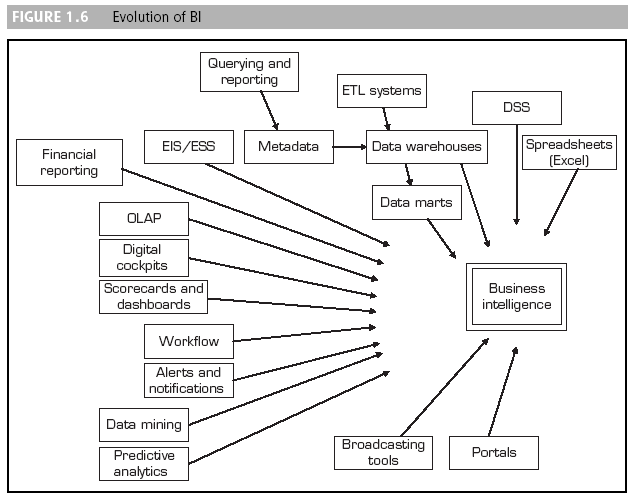 FIGURE 1.6 Evolution of BI
Querying and
reporting
ETL systems
DSS
EIS/ESS
Metadata
Data warehouses
Spreadsheets
(Excel)
Financial
reporting
Data marts
OLAP
Digital
cockpits
Scorecards and
dashboards
Business
intelligence
Workflow
Alerts and
notifications
Data mining
Predictive
analytics
Broadcasting
tools
Portals